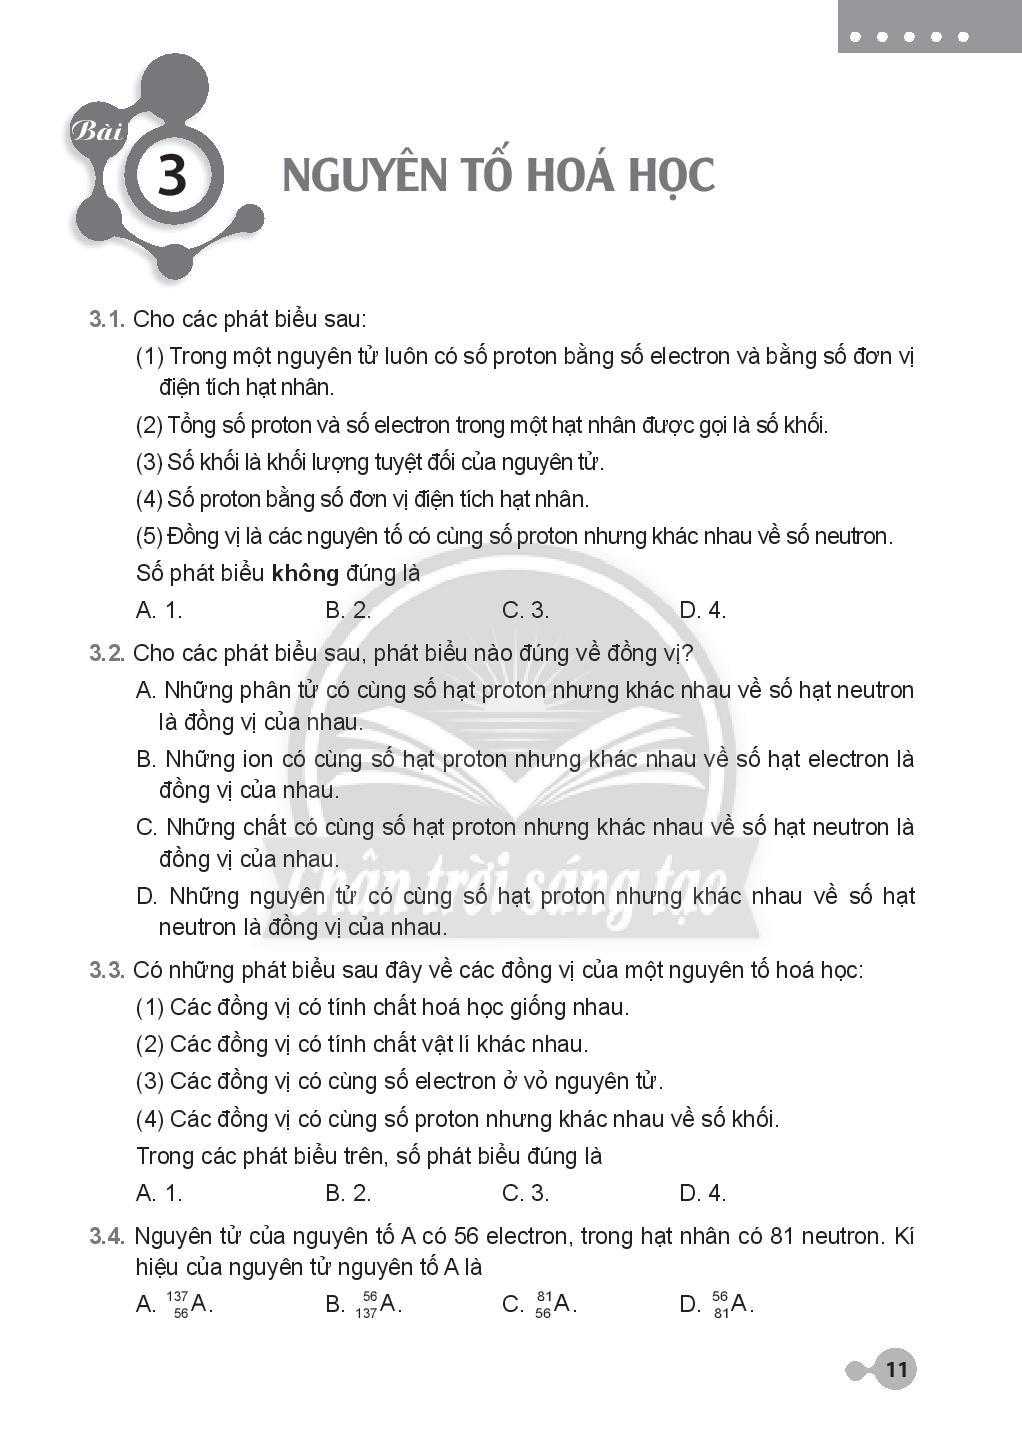 Bài
3
NGUYÊN TỐ HOÁ HỌC
3.1. Cho các phát biểu sau:
(1) Trong một nguyên tử luôn có số proton bằng số electron và bằng số đơn vị
điện tích hạt nhân.
(2) Tổng số proton và số electron trong một hạt nhân được gọi là số khối.
(3) Số khối là khối lượng tuyệt đối của nguyên tử.
(4) Số proton bằng số đơn vị điện tích hạt nhân.
(5) Đồng vị là các nguyên tố có cùng số proton nhưng khác nhau về số neutron.
Số phát biểu không đúng là
A. 1. B. 2. C. 3. D. 4.
3.2. Cho các phát biểu sau, phát biểu nào đúng về đồng vị?
A. Những phân tử có cùng số hạt proton nhưng khác nhau về số hạt neutron
là đồng vị của nhau.
B. Những ion có cùng số hạt proton nhưng khác nhau về số hạt electron là
đồng vị của nhau.
C. Những chất có cùng số hạt proton nhưng khác nhau về số hạt neutron là
đồng vị của nhau.
Chân trời sáng tạo
D. Những nguyên tử có cùng số hạt proton nhưng khác nhau về số hạt
neutron là đồng vị của nhau.
3.3. Có những phát biểu sau đây về các đồng vị của một nguyên tố hoá học:
(1) Các đồng vị có tính chất hoá học giống nhau.
(2) Các đồng vị có tính chất vật lí khác nhau.
(3) Các đồng vị có cùng số electron ở vỏ nguyên tử.
(4) Các đồng vị có cùng số proton nhưng khác nhau về số khối.
Trong các phát biểu trên, số phát biểu đúng là
A. 1. B. 2. C. 3. D. 4.
3.4. Nguyên tử của nguyên tố A có 56 electron, trong hạt nhân có 81 neutron. Kí
hiệu của nguyên tử nguyên tố A là
A. ¹³⁷₅₆A. B. ⁵⁶₁₃₇A. C. ⁸¹₅₆A. D. ⁵⁶₈₁A.
11